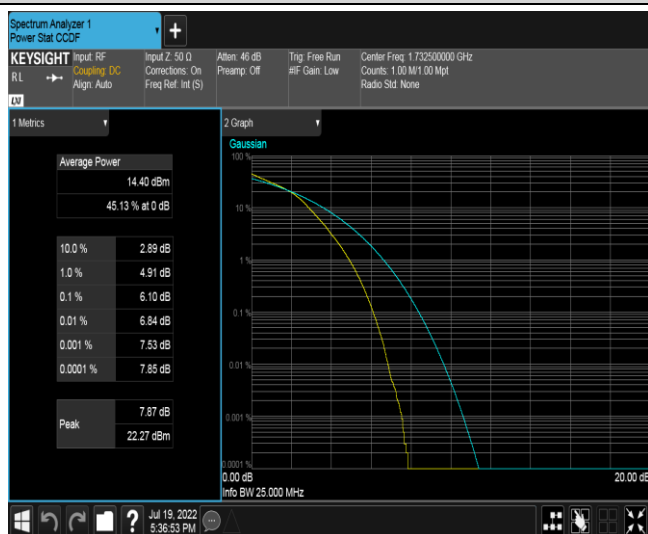 Spectrum Analyzer 1
Power Stat CCDF
+
KEYSIGHT
RL
LXI
Input: RF
Coupling: DC
Align: Auto
Input Z: 50 Ω
Corrections: On
Freq Ref: Int (S)
Atten: 46 dB
Preamp: Off
Trig: Free Run
#IF Gain: Low
Center Freq: 1.732500000 GHz
Counts: 1.00 M/1.00 Mpt
Radio Std: None
1 Metrics
Average Power
14.40 dBm
45.13 % at 0 dB
10.0 % 2.89 dB
1.0 % 4.91 dB
0.1 % 6.10 dB
0.01 % 6.84 dB
0.001 % 7.53 dB
0.0001 % 7.85 dB
Peak
7.87 dB
22.27 dBm
2 Graph
Gaussian
100 %
10 %
1 %
0.1 %
0.01 %
0.001 %
0.0001 %
0.00 dB
20.00 dB
Info BW 25.000 MHz
?
Jul 19, 2022
5:36:53 PM